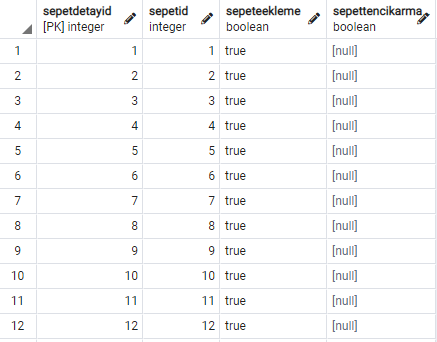 sepetdetayid sepetid sepeteekleme sepettencikarma
[PK] integer integer boolean boolean
1 1 1 true [null]
2 2 2 true [null]
3 3 3 true [null]
4 4 4 true [null]
5 5 5 true [null]
6 6 6 true [null]
7 7 7 true [null]
8 8 8 true [null]
9 9 9 true [null]
10 10 10 true [null]
11 11 11 true [null]
12 12 12 true [null]